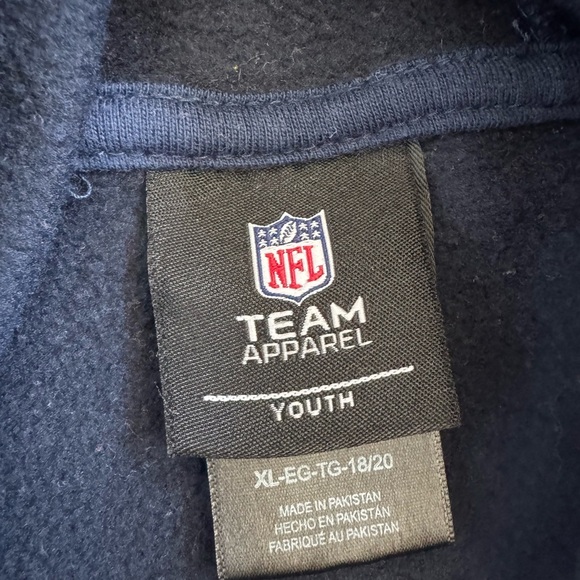 NFL
TEAM
APPAREL
YOUTH
XL-EG-TG-18/20
MADE IN PAKISTAN
HECHO EN PAKISTAN
FABRIQUÉ AU PAKISTAN